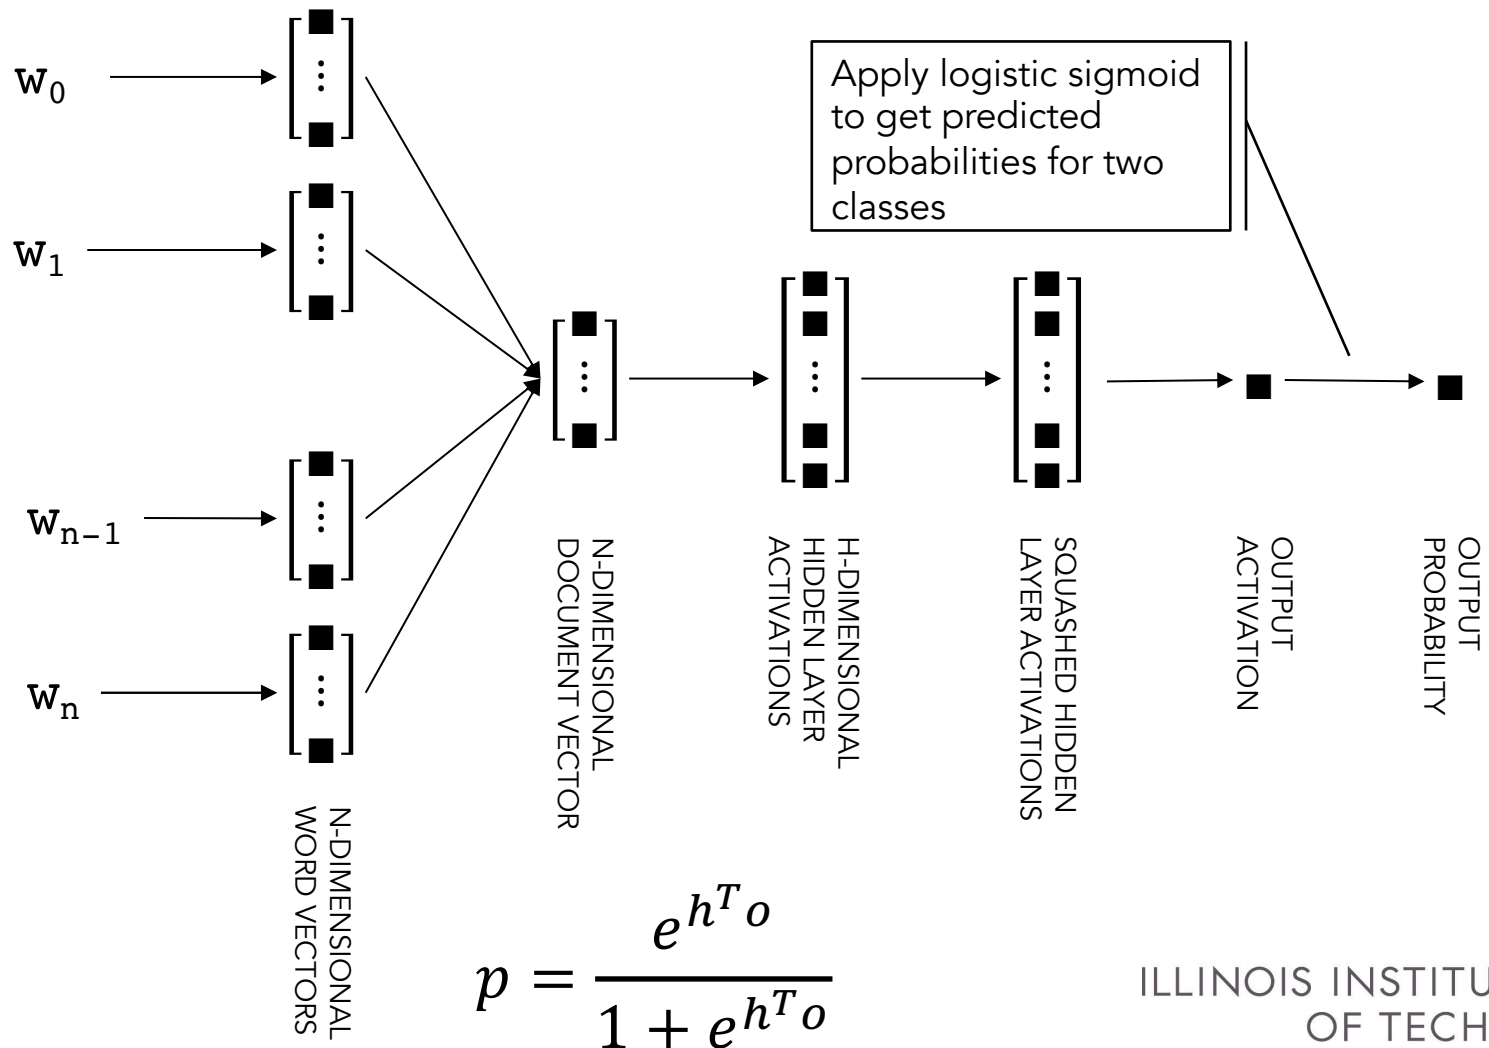 w₀
w₁
wₙ₋₁
wₙ
Apply logistic sigmoid
to get predicted
probabilities for two
classes
N-DIMENSIONAL
WORD VECTORS
N-DIMENSIONAL
DOCUMENT VECTOR
H-DIMENSIONAL
HIDDEN LAYER
ACTIVATIONS
SQUASHED HIDDEN
LAYER ACTIVATIONS
OUTPUT
ACTIVATION
OUTPUT
PROBABILITY
p = e^{h^T o} / (1 + e^{h^T o})
ILLINOIS INSTITU
OF TECH